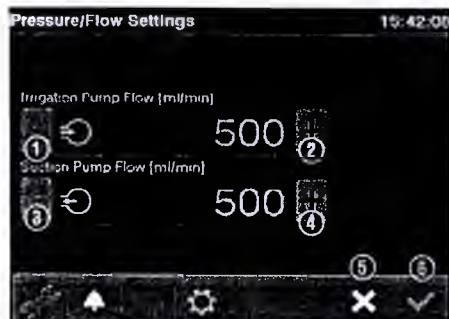 Pressure/Flow Settings 15:42:08
Irrigation Pump Flow [ml/min]
500
① ②
Suction Pump Flow [ml/min]
500
③ ④
⑤ ⑥